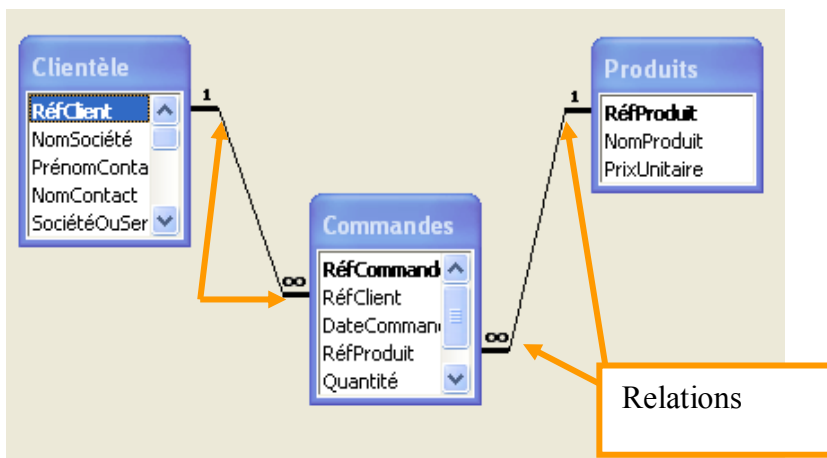 Clientèle
RéfClient
NomSociété
PrénomConta
NomContact
SociétéOuSer
1
∞
Commandes
RéfCommand
RéfClient
DateComman
RéfProduit
Quantité
∞
1
Produits
RéfProduit
NomProduit
PrixUnitaire
Relations